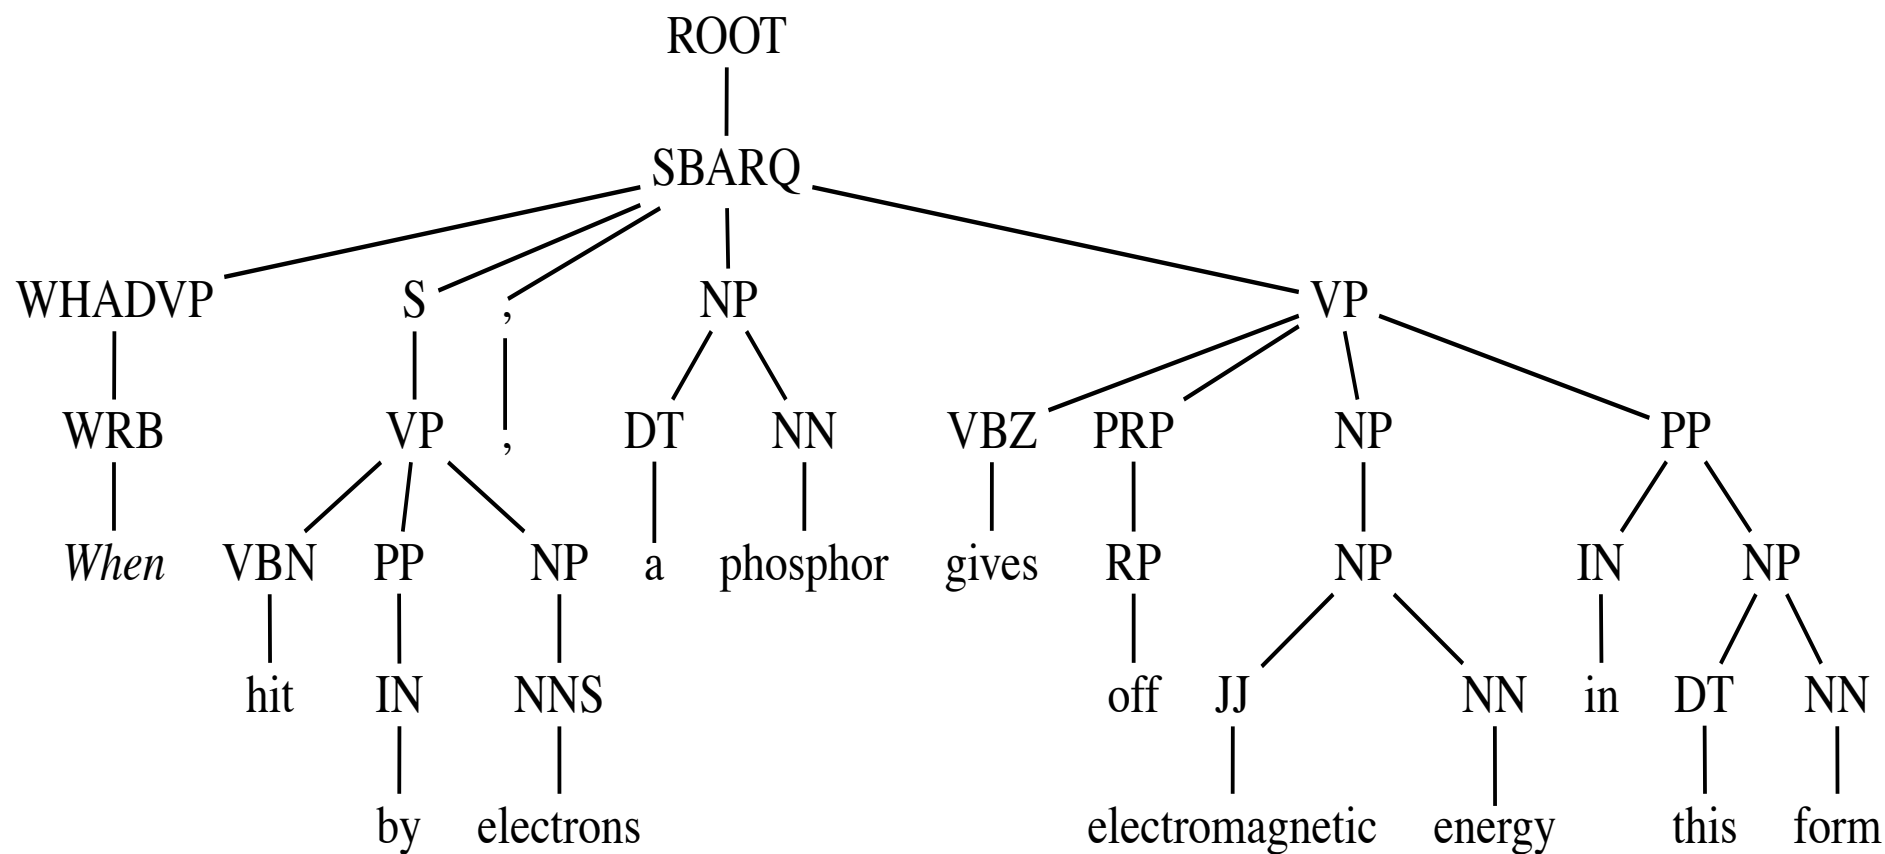 ROOT
SBARQ
WHADVP S , NP VP
WRB VP , DT NN VBZ PRP NP PP
When VBN PP NP a phosphor gives RP NP IN NP
hit IN NNS off JJ NN in DT NN
by electrons electromagnetic energy this form